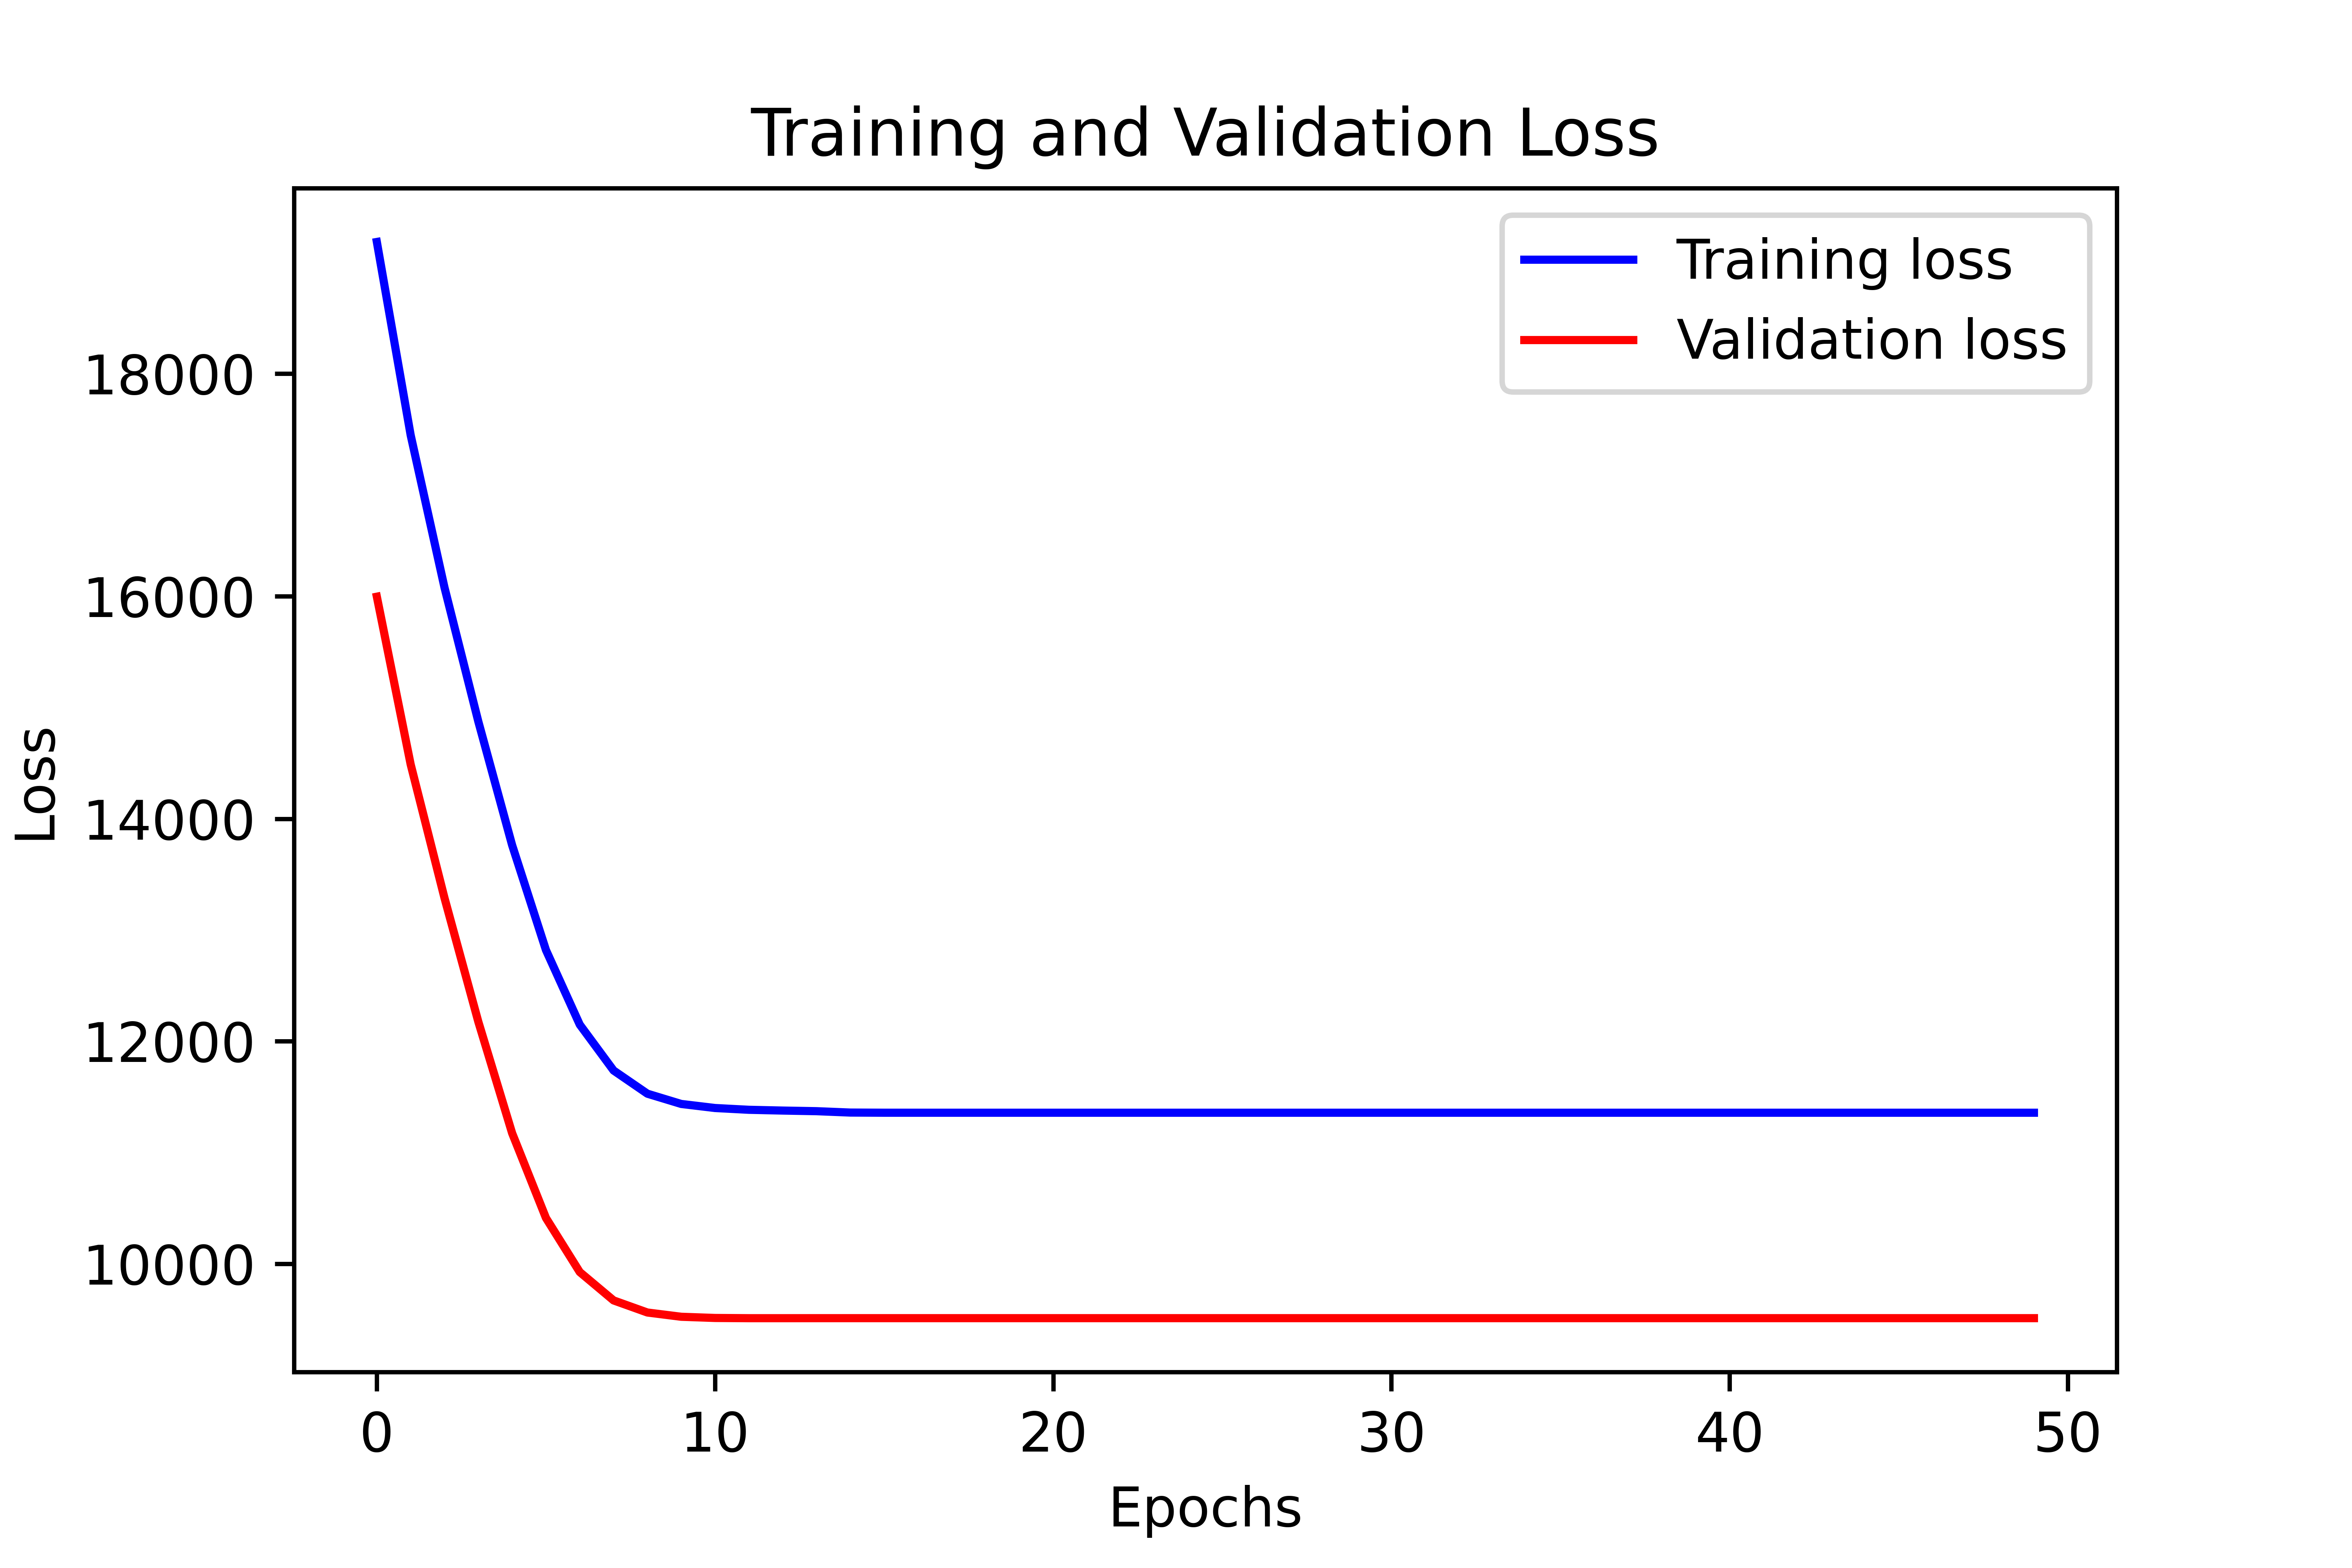 Training and Validation Loss
Training loss
Validation loss
18000
16000
14000
12000
10000
Loss
0 10 20 30 40 50
Epochs